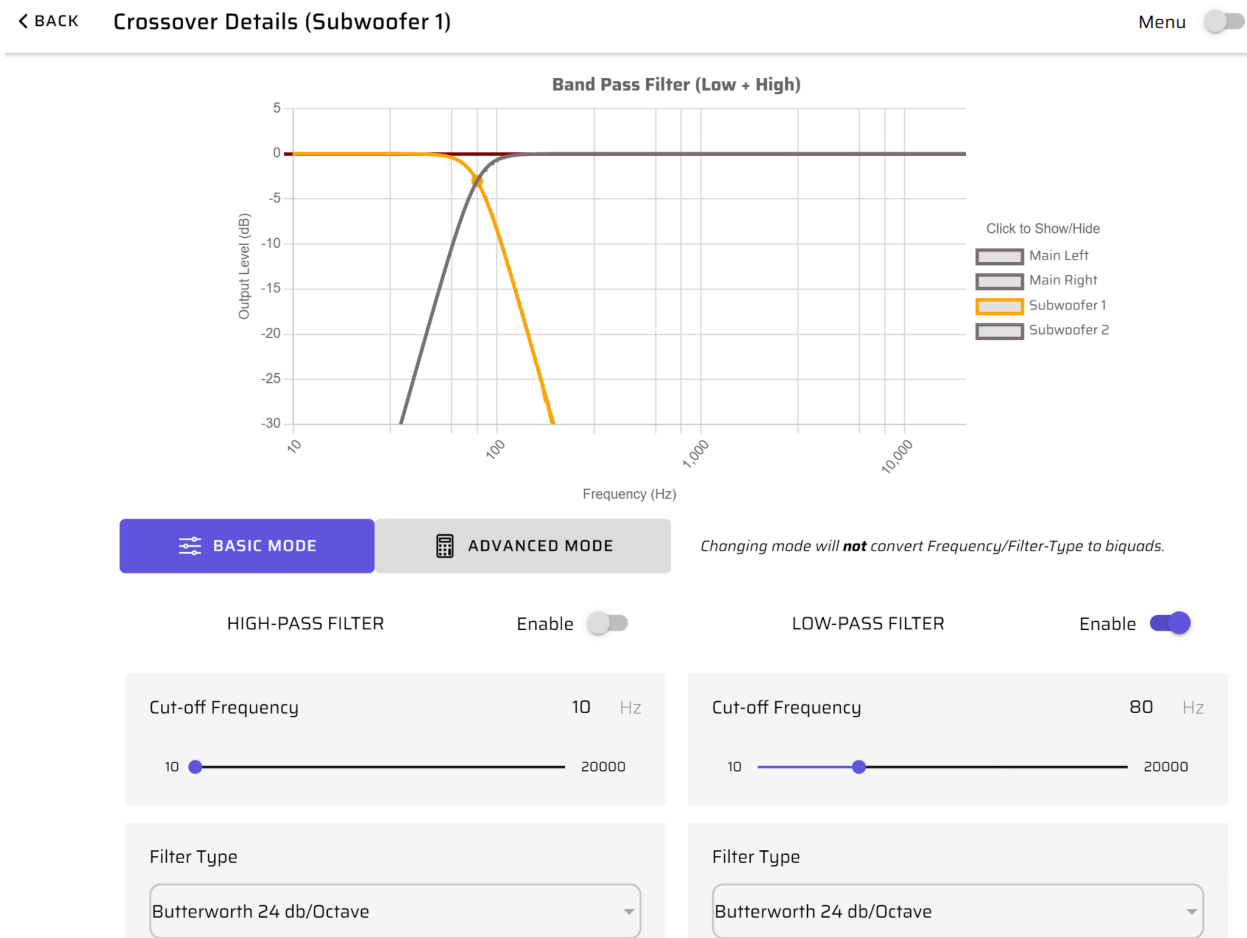 BACK Crossover Details (Subwoofer 1) Menu
Band Pass Filter (Low + High)
5
0
-5
-10
-15
-20
-25
-30
Output Level (dB)
10 100 1,000 10,000
Frequency (Hz)
Click to Show/Hide
Main Left
Main Right
Subwoofer 1
Subwoofer 2
BASIC MODE ADVANCED MODE Changing mode will not convert Frequency/Filter-Type to biquads.
HIGH-PASS FILTER Enable LOW-PASS FILTER Enable
Cut-off Frequency 10 Hz Cut-off Frequency 80 Hz
10 20000 10 20000
Filter Type Filter Type
Butterworth 24 db/Octave Butterworth 24 db/Octave